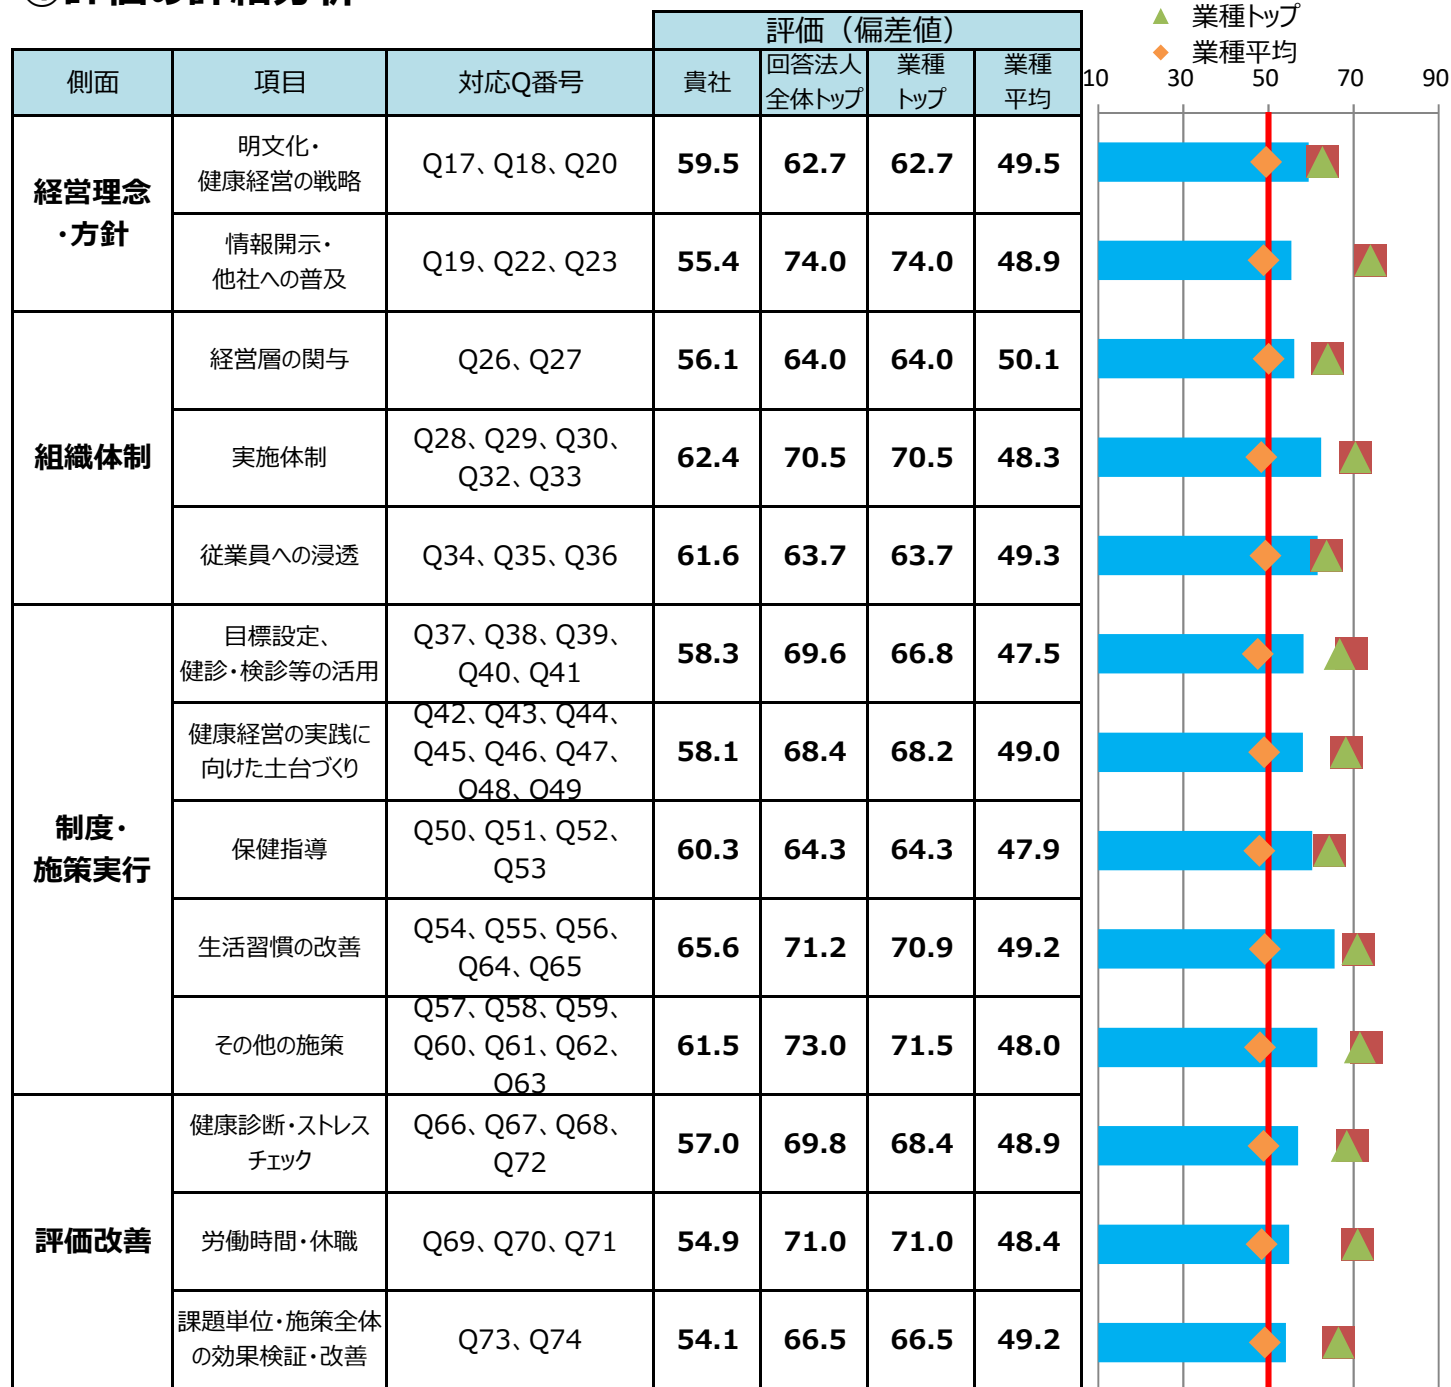 ①評価の詳細分析
▲ 業種トップ
◆ 業種平均
評価（偏差値）
側面 項目 対応Q番号 貴社 回答法人 業種 業種
全体トップ トップ 平均
10 30 50 70 90
経営理念
・方針
明文化・
健康経営の戦略
Q17、Q18、Q20 59.5 62.7 62.7 49.5
情報開示・
他社への普及
Q19、Q22、Q23 55.4 74.0 74.0 48.9
組織体制
経営層の関与 Q26、Q27 56.1 64.0 64.0 50.1
実施体制
Q28、Q29、Q30、
Q32、Q33
62.4 70.5 70.5 48.3
従業員への浸透 Q34、Q35、Q36 61.6 63.7 63.7 49.3
制度・
施策実行
目標設定、
健診・検診等の活用
Q37、Q38、Q39、
Q40、Q41
58.3 69.6 66.8 47.5
健康経営の実践に
向けた土台づくり
Q42、Q43、Q44、
Q45、Q46、Q47、
Q48、Q49
58.1 68.4 68.2 49.0
保健指導
Q50、Q51、Q52、
Q53
60.3 64.3 64.3 47.9
生活習慣の改善
Q54、Q55、Q56、
Q64、Q65
65.6 71.2 70.9 49.2
その他の施策
Q57、Q58、Q59、
Q60、Q61、Q62、
Q63
61.5 73.0 71.5 48.0
評価改善
健康診断・ストレス
チェック
Q66、Q67、Q68、
Q72
57.0 69.8 68.4 48.9
労働時間・休職 Q69、Q70、Q71 54.9 71.0 71.0 48.4
課題単位・施策全体
の効果検証・改善
Q73、Q74 54.1 66.5 66.5 49.2